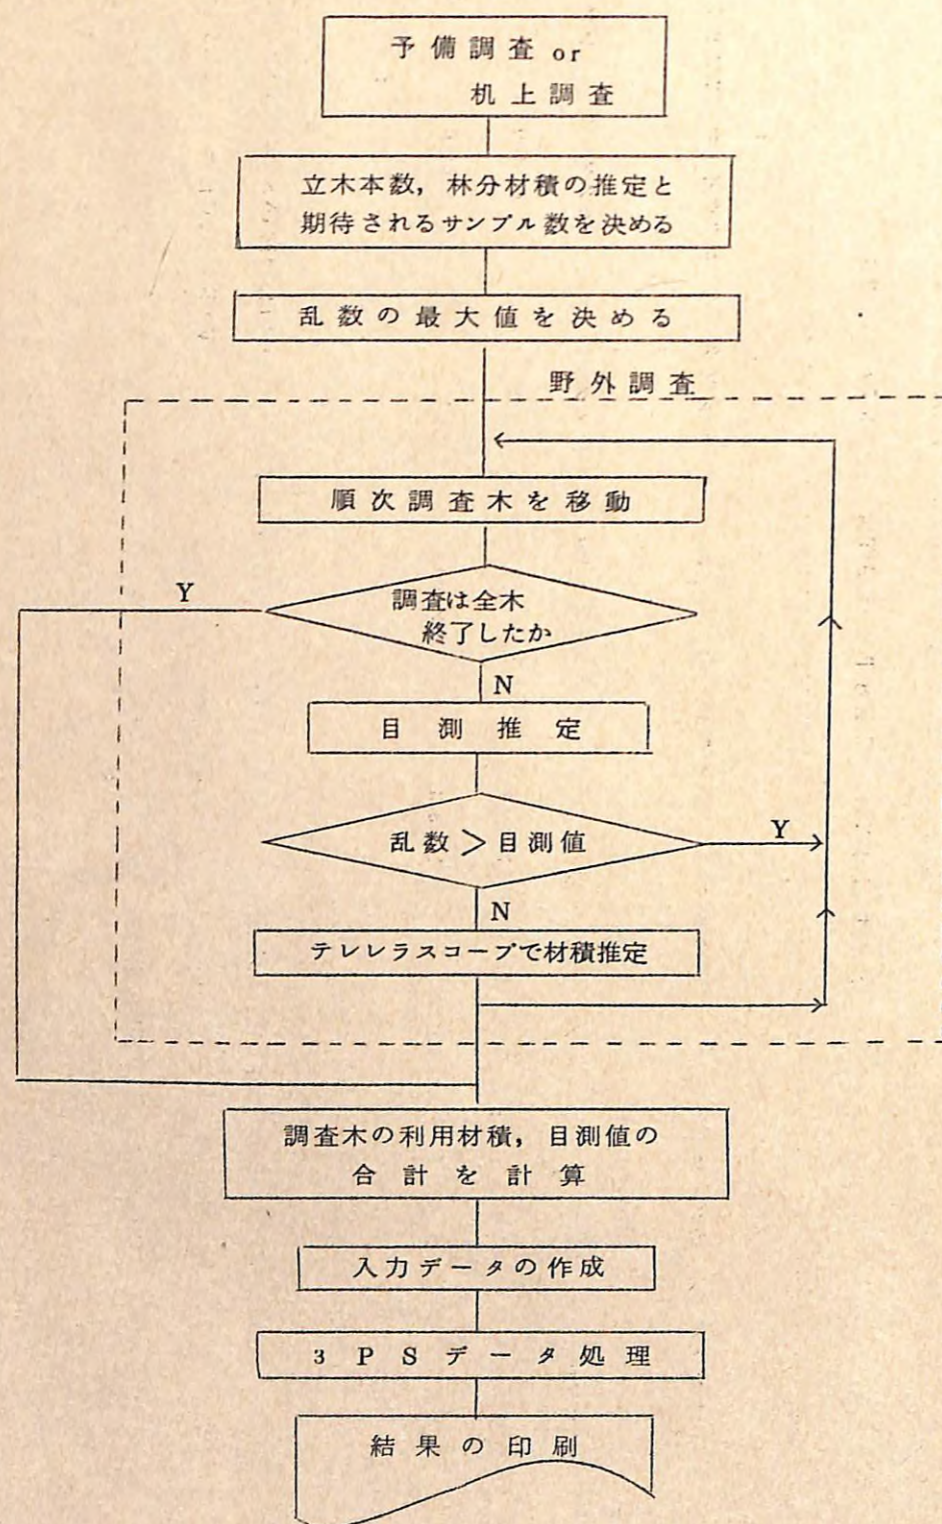 予備調査 or
机上調査
立木本数，林分材積の推定と
期待されるサンプル数を決める
乱数の最大値を決める
野外調査
順次調査木を移動
Y
調査は全木
終了したか
N
目測推定
乱数＞目測値
Y
N
テレレラスコープで材積推定
調査木の利用材積，目測値の
合計を計算
入力データの作成
3PSデータ処理
結果の印刷